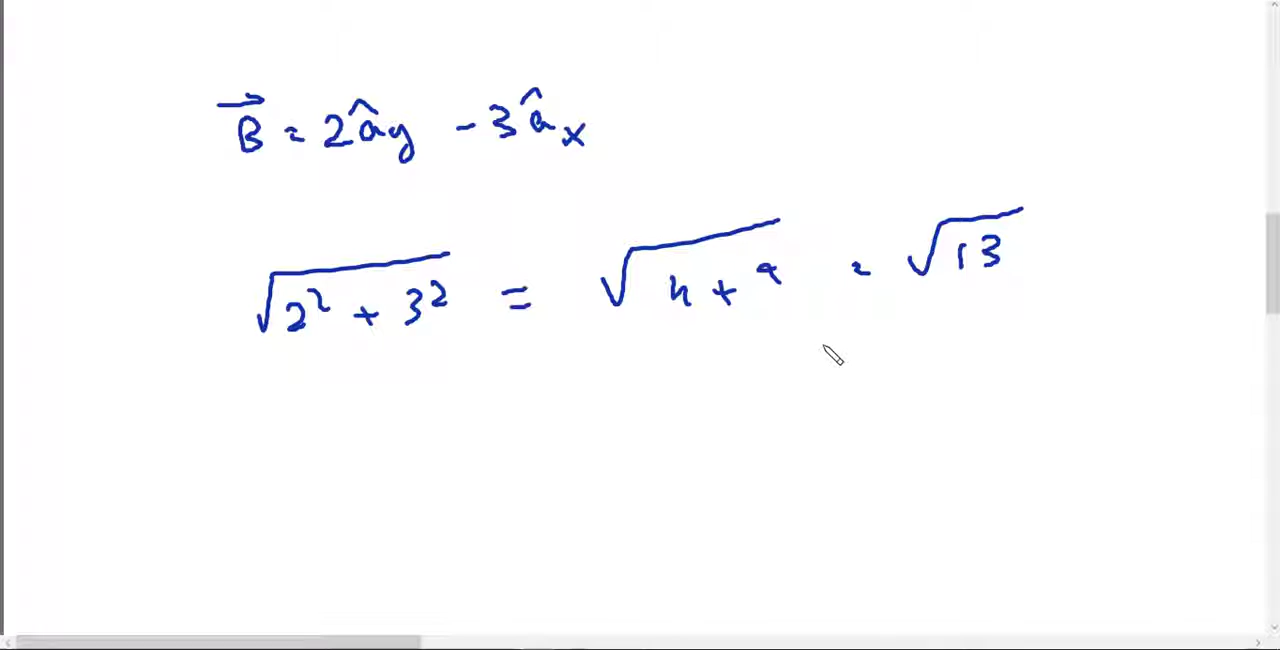 B⃗ = 2ây - 3âx
√(2² + 3²) = √(4 + 9) = √13